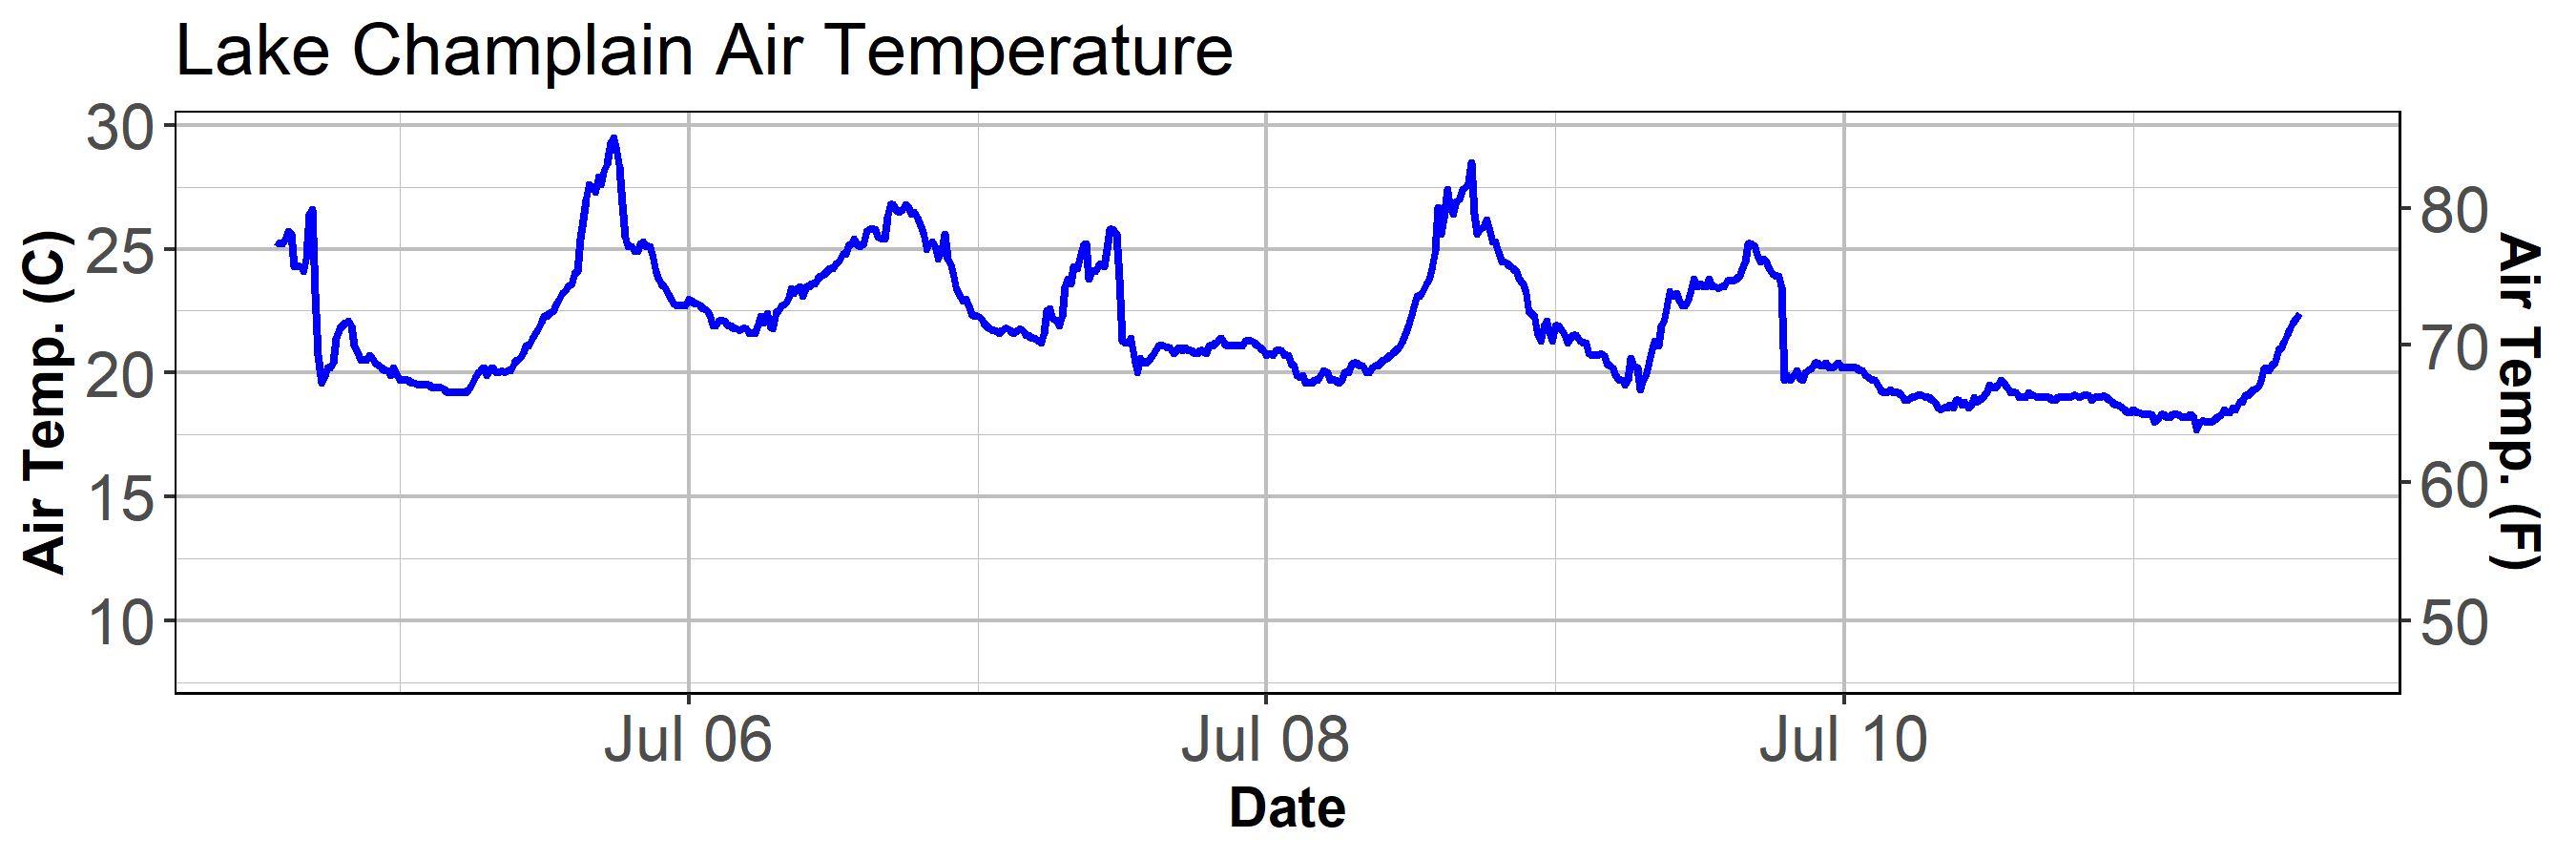 Lake Champlain Air Temperature
30
25
20
15
10
Air Temp. (C)
80
70
60
50
Air Temp. (F)
Jul 06
Jul 08
Jul 10
Date